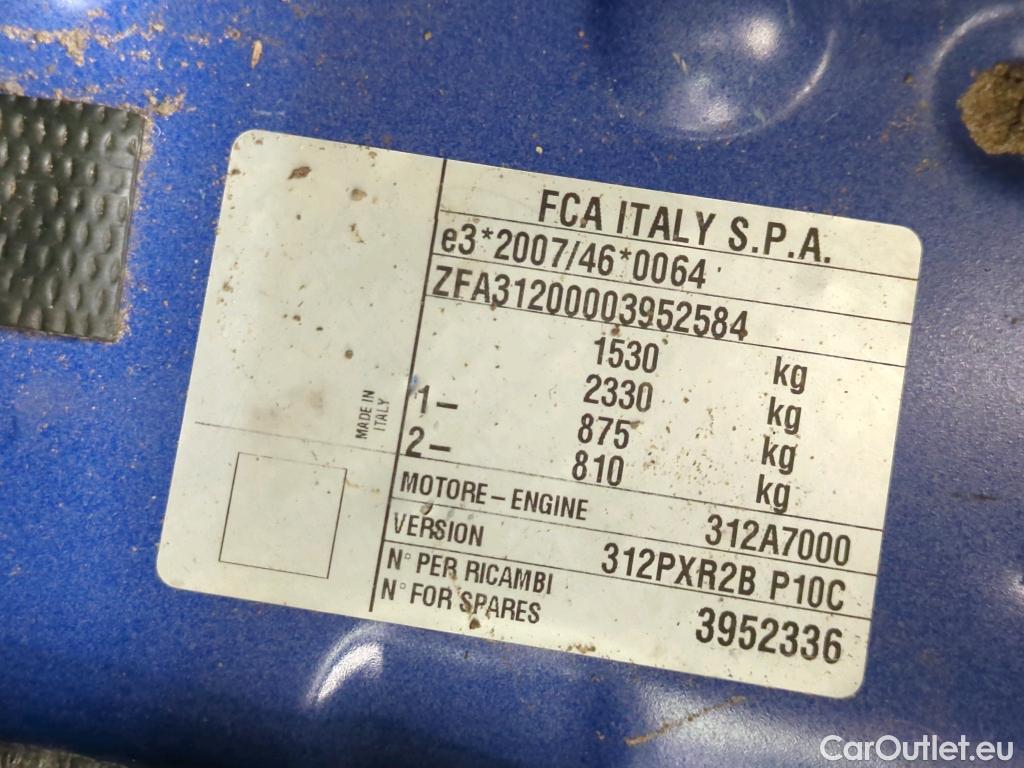 FCA ITALY S.P.A.
e3*2007/46*0064
ZFA31200003952584
1530 kg
2330 kg
1– 875 kg
2– 810 kg
MADE IN
ITALY
MOTORE – ENGINE 312A7000
VERSION 312PXR2B P10C
N° PER RICAMBI
N° FOR SPARES 3952336
CarOutlet.eu